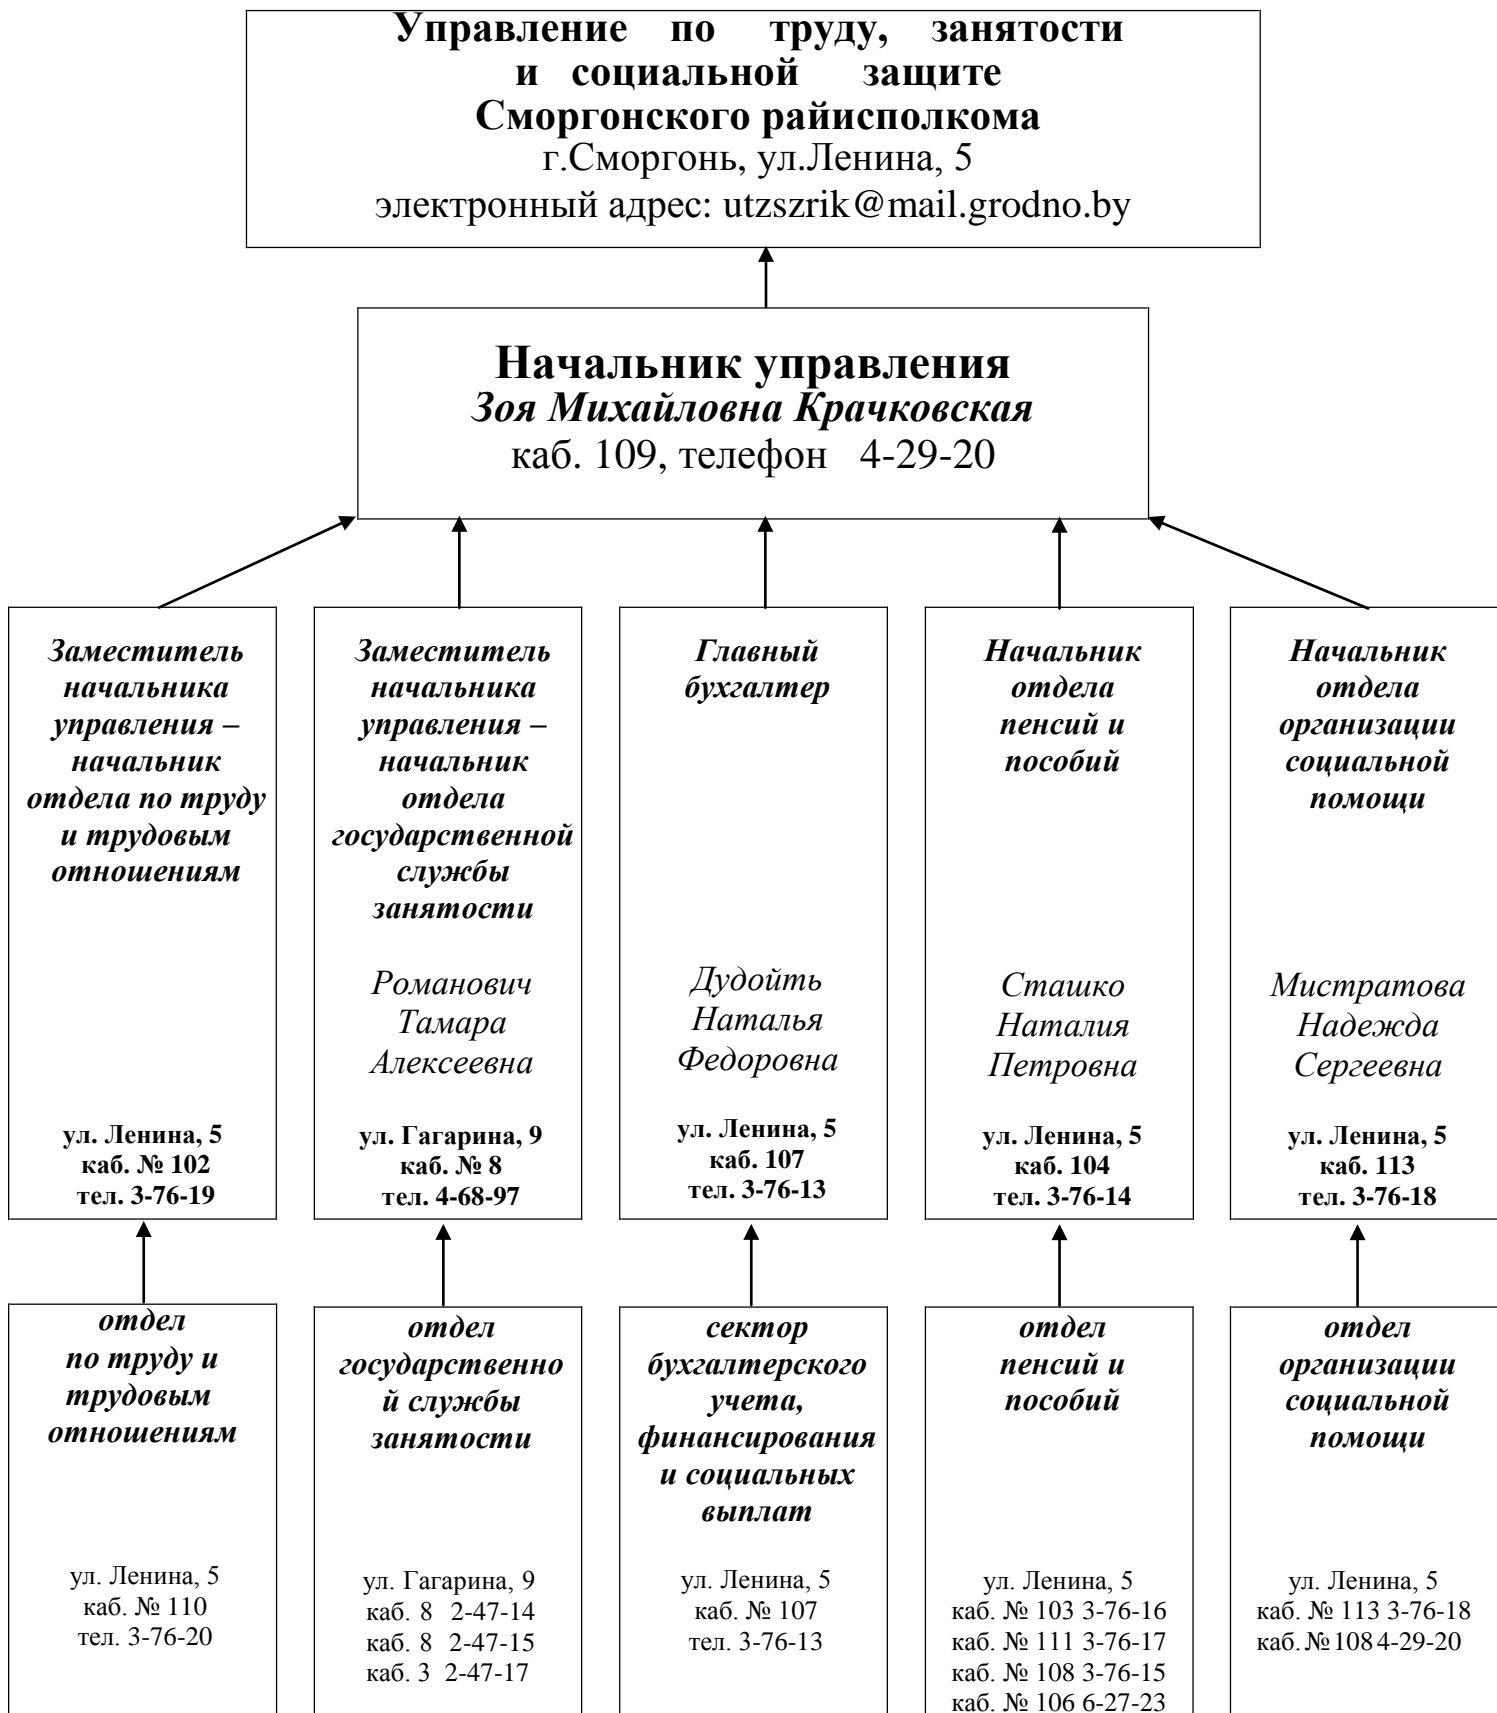 Управление по труду, занятости
и социальной защите
Сморгонского райисполкома
г.Сморгонь, ул.Ленина, 5
электронный адрес: utzszrik@mail.grodno.by
Начальник управления
Зоя Михайловна Крачковская
каб. 109, телефон 4-29-20
Заместитель
начальника
управления –
начальник
отдела по труду
и трудовым
отношениям
ул. Ленина, 5
каб. № 102
тел. 3-76-19
Заместитель
начальника
управления –
начальник
отдела
государственной
службы
занятости
Романович
Тамара
Алексеевна
ул. Гагарина, 9
каб. № 8
тел. 4-68-97
Главный
бухгалтер
Дудойть
Наталья
Федоровна
ул. Ленина, 5
каб. 107
тел. 3-76-13
Начальник
отдела
пенсий и
пособий
Сташко
Наталия
Петровна
ул. Ленина, 5
каб. 104
тел. 3-76-14
Начальник
отдела
организации
социальной
помощи
Мистратова
Надежда
Сергеевна
ул. Ленина, 5
каб. 113
тел. 3-76-18
отдел
по труду и
трудовым
отношениям
ул. Ленина, 5
каб. № 110
тел. 3-76-20
отдел
государственно
й службы
занятости
ул. Гагарина, 9
каб. 8 2-47-14
каб. 8 2-47-15
каб. 3 2-47-17
сектор
бухгалтерского
учета,
финансирования
и социальных
выплат
ул. Ленина, 5
каб. № 107
тел. 3-76-13
отдел
пенсий и
пособий
ул. Ленина, 5
каб. № 103 3-76-16
каб. № 111 3-76-17
каб. № 108 3-76-15
каб. № 106 6-27-23
отдел
организации
социальной
помощи
ул. Ленина, 5
каб. № 113 3-76-18
каб. № 108 4-29-20